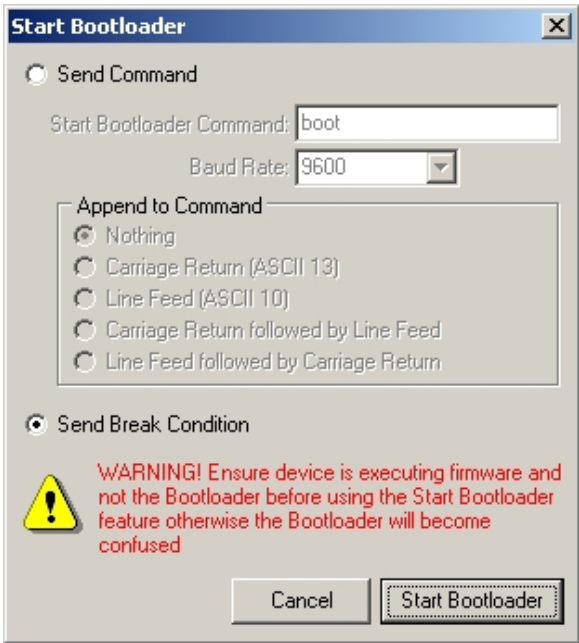 Start Bootloader
Send Command
Start Bootloader Command: boot
Baud Rate: 9600
Append to Command
Nothing
Carriage Return (ASCII 13)
Line Feed (ASCII 10)
Carriage Return followed by Line Feed
Line Feed followed by Carriage Return
Send Break Condition
WARNING! Ensure device is executing firmware and
not the Bootloader before using the Start Bootloader
feature otherwise the Bootloader will become
confused
Cancel Start Bootloader